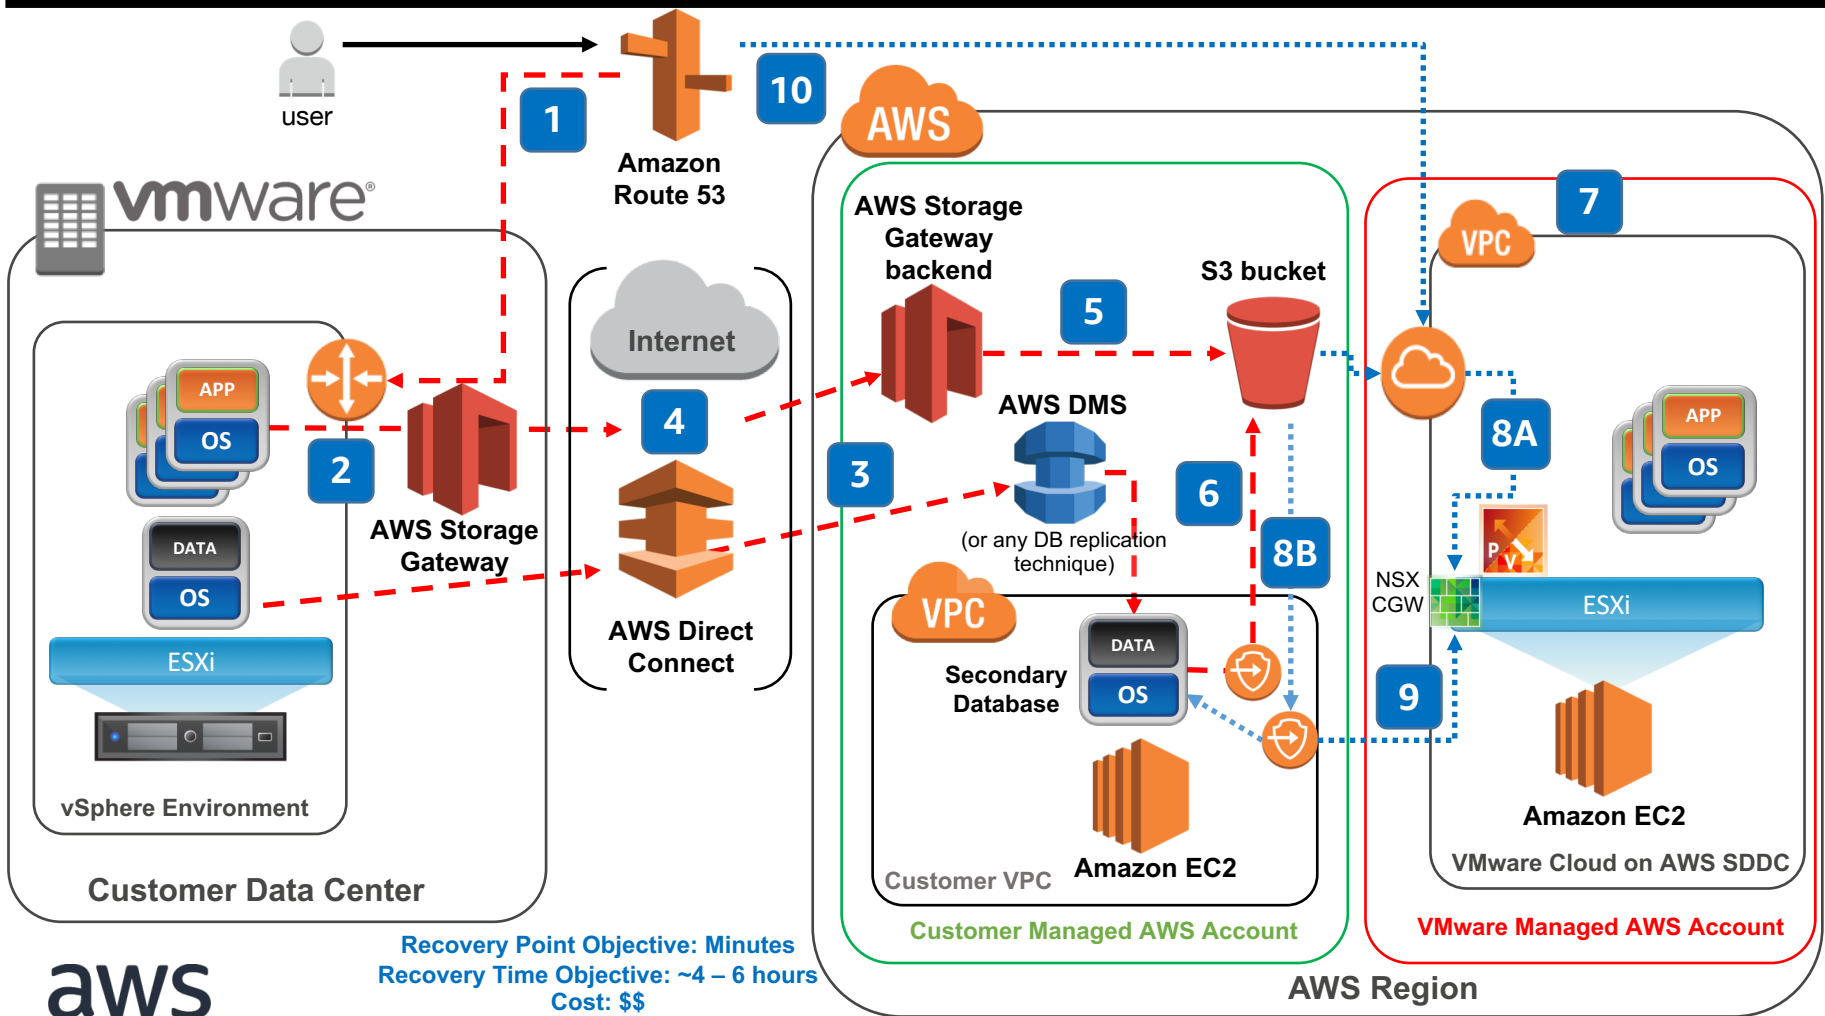 user
1
10
Amazon
Route 53
AWS
vmware®
7
VPC
AWS Storage
Gateway
backend
S3 bucket
5
Internet
4
APP
OS
2
AWS Storage
Gateway
3
AWS DMS
(or any DB replication
technique)
6
8B
8A
APP
OS
P
V
NSX
CGW
ESXi
DATA
OS
ESXi
vSphere Environment
Customer Data Center
AWS Direct
Connect
VPC
DATA
OS
Secondary
Database
9
Amazon EC2
Customer VPC
Customer Managed AWS Account
Amazon EC2
VMware Cloud on AWS SDDC
VMware Managed AWS Account
AWS Region
Recovery Point Objective: Minutes
Recovery Time Objective: ~4 – 6 hours
Cost: $$
aws